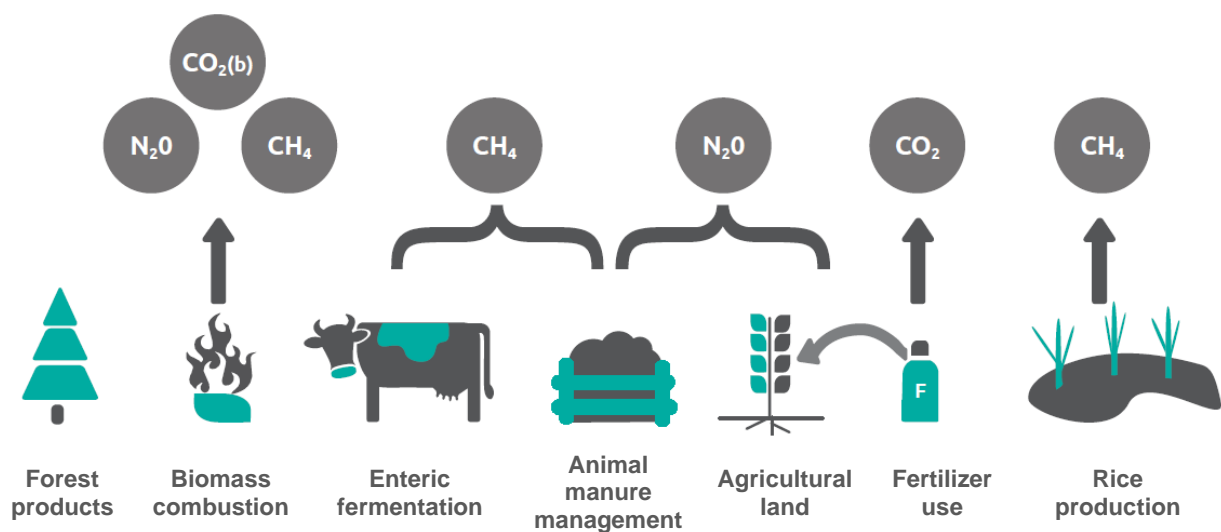 CO₂(b)
N₂0
CH₄
CH₄
N₂0
CO₂
CH₄
F
Forest
products
Biomass
combustion
Enteric
fermentation
Animal
manure
management
Agricultural
land
Fertilizer
use
Rice
production